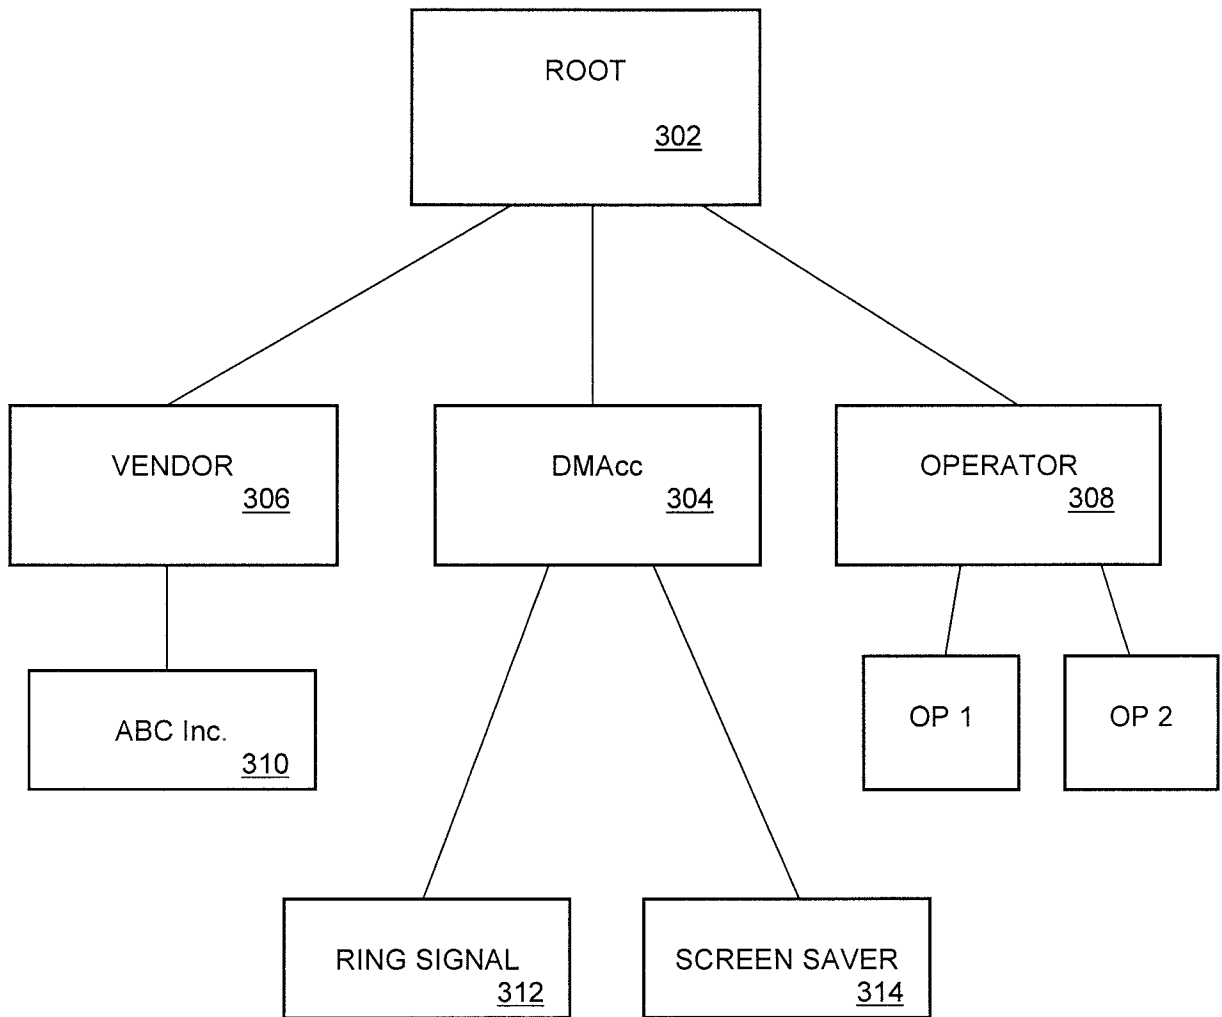 ROOT
302
VENDOR
306
DMAcc
304
OPERATOR
308
ABC Inc.
310
OP 1
OP 2
RING SIGNAL
312
SCREEN SAVER
314